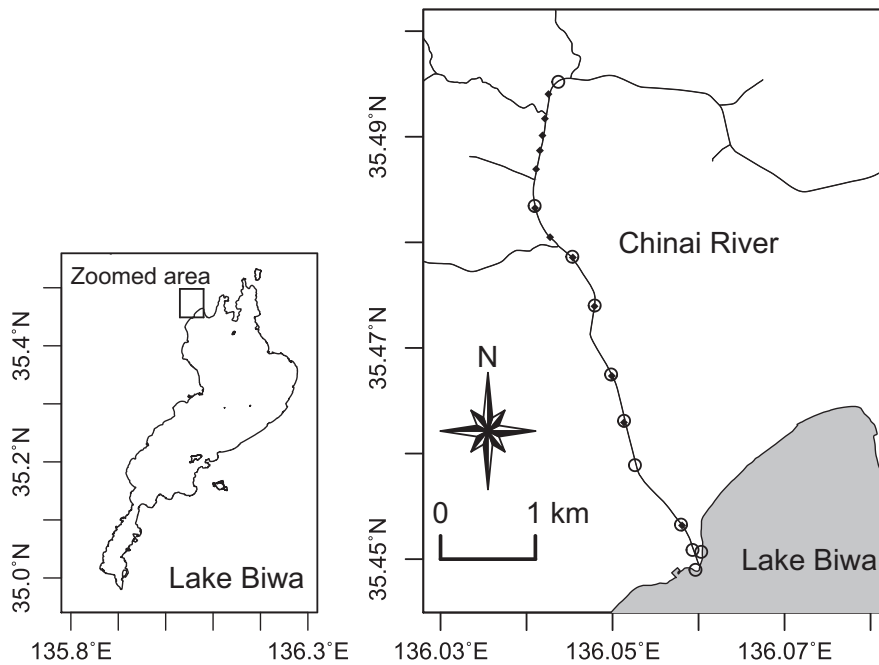 Zoomed area
35.4°N
35.2°N
35.0°N
Lake Biwa
135.8°E
136.3°E
35.49°N
35.47°N
35.45°N
Chinai River
N
0
1 km
Lake Biwa
136.03°E
136.05°E
136.07°E